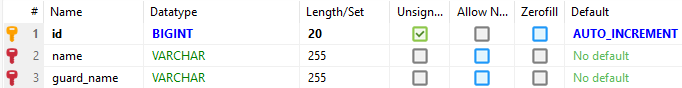 # Name Datatype Length/Set Unsign... Allow N... Zerofill Default
1 id BIGINT 20 AUTO_INCREMENT
2 name VARCHAR 255 No default
3 guard_name VARCHAR 255 No default